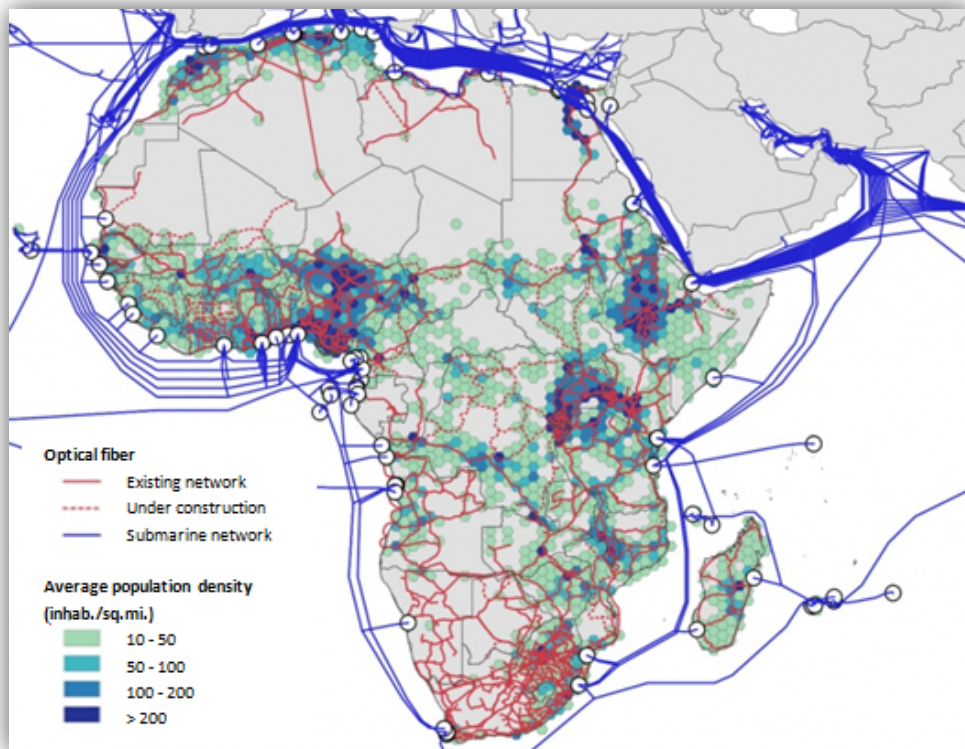 Optical fiber
Existing network
Under construction
Submarine network
Average population density
(inhab./sq.mi.)
10 - 50
50 - 100
100 - 200
> 200